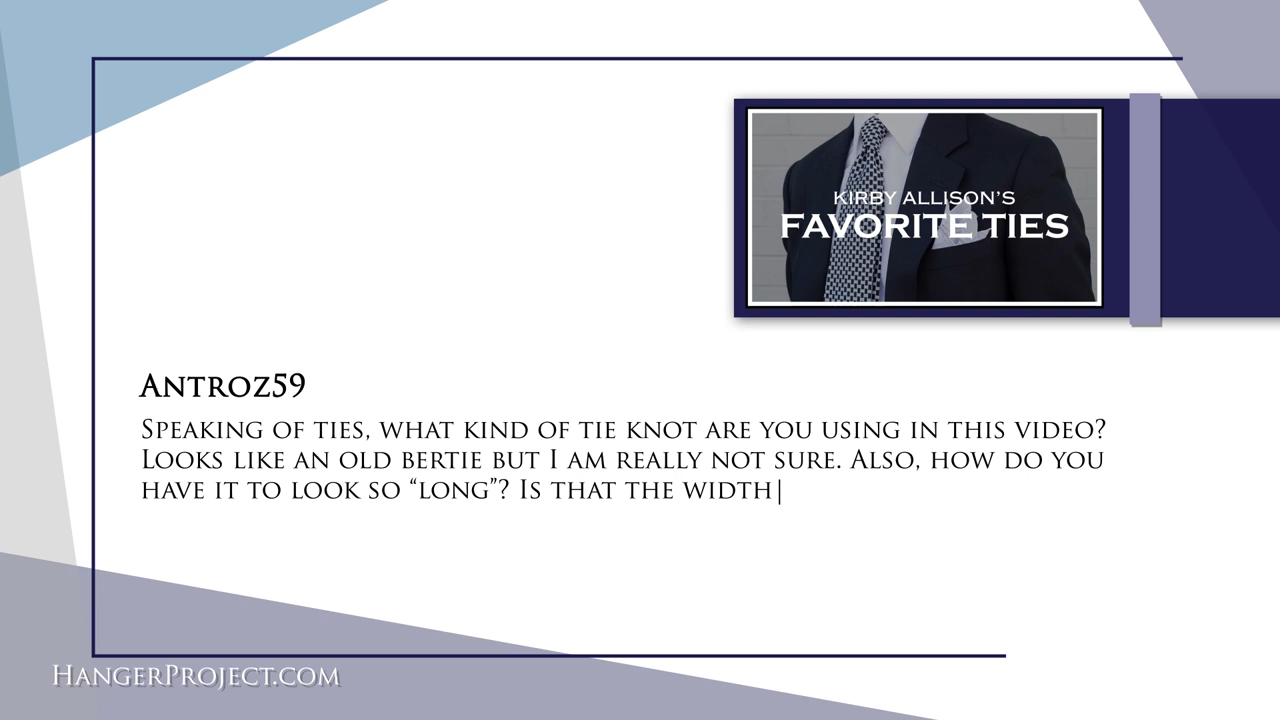 KIRBY ALLISON'S
FAVORITE TIES
ANTROZ59
SPEAKING OF TIES, WHAT KIND OF TIE KNOT ARE YOU USING IN THIS VIDEO?
LOOKS LIKE AN OLD BERTIE BUT I AM REALLY NOT SURE. ALSO, HOW DO YOU
HAVE IT TO LOOK SO “LONG”? IS THAT THE WIDTH|
HANGERPROJECT.COM